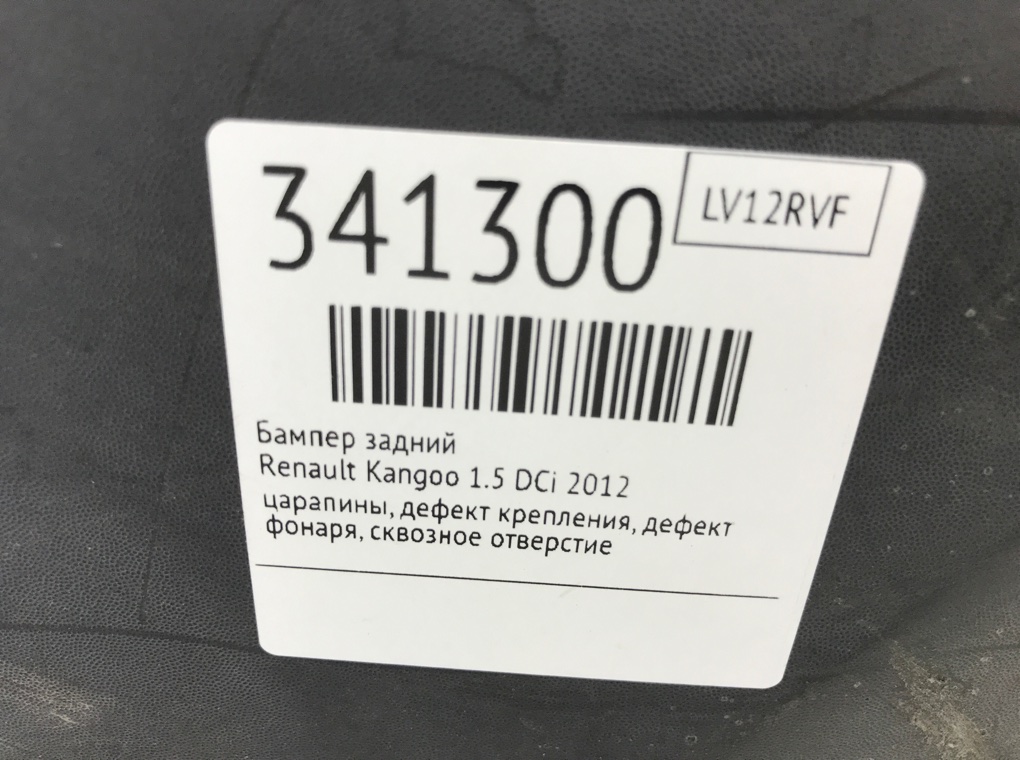 341300
LV12RVF
Бампер задний
Renault Kangoo 1.5 DCi 2012
царапины, дефект крепления, дефект
фонаря, сквозное отверстие